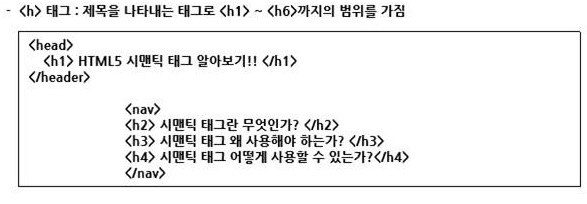 - <h> 태그 : 제목을 나타내는 태그로 <h1> ~ <h6>까지의 범위를 가짐
<head>
<h1> HTML5 시맨틱 태그 알아보기!! </h1>
</header>
<nav>
<h2> 시맨틱 태그란 무엇인가? </h2>
<h3> 시맨틱 태그 왜 사용해야 하는가? </h3>
<h4> 시맨틱 태그 어떻게 사용할 수 있는가?</h4>
</nav>